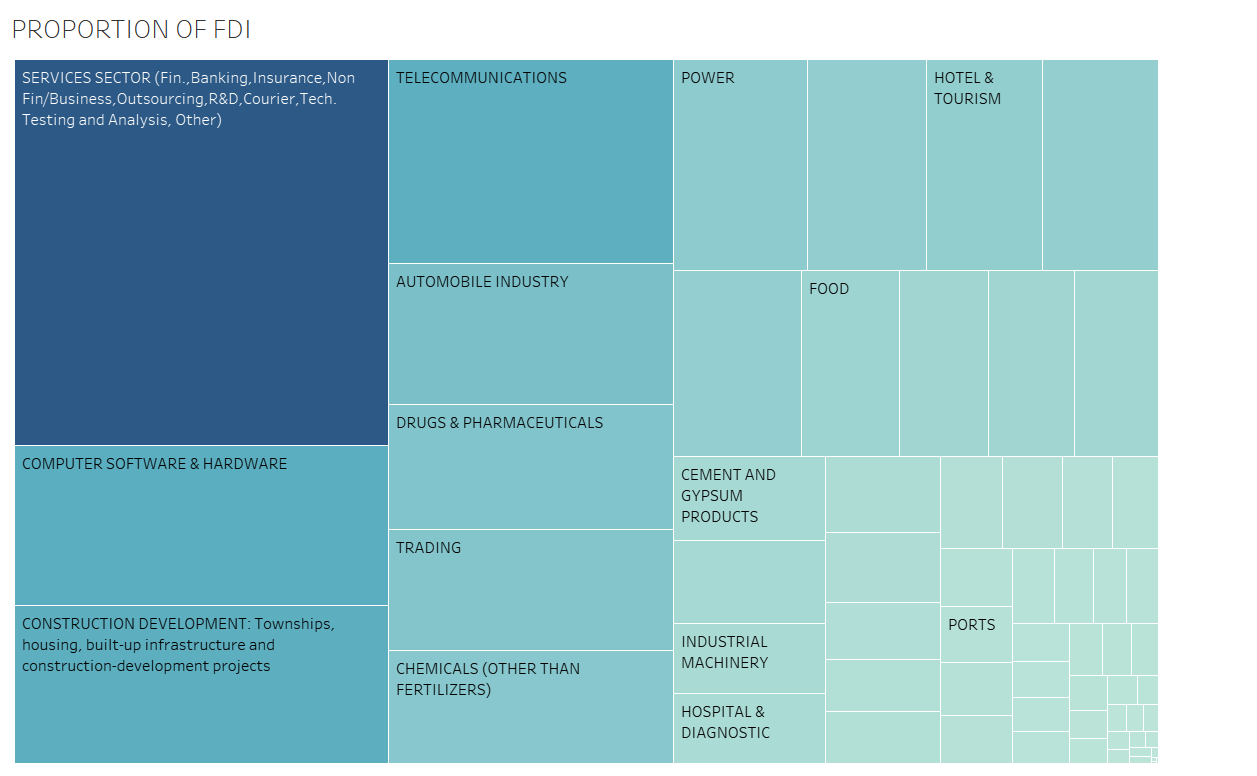 PROPORTION OF FDI
SERVICES SECTOR (Fin.,Banking,Insurance,Non
Fin/Business,Outsourcing,R&D,Courier,Tech.
Testing and Analysis, Other)
COMPUTER SOFTWARE & HARDWARE
CONSTRUCTION DEVELOPMENT: Townships,
housing, built-up infrastructure and
construction-development projects
TELECOMMUNICATIONS
AUTOMOBILE INDUSTRY
DRUGS & PHARMACEUTICALS
TRADING
CHEMICALS (OTHER THAN
FERTILIZERS)
POWER
HOTEL &
TOURISM
FOOD
CEMENT AND
GYPSUM
PRODUCTS
INDUSTRIAL
MACHINERY
HOSPITAL &
DIAGNOSTIC
PORTS